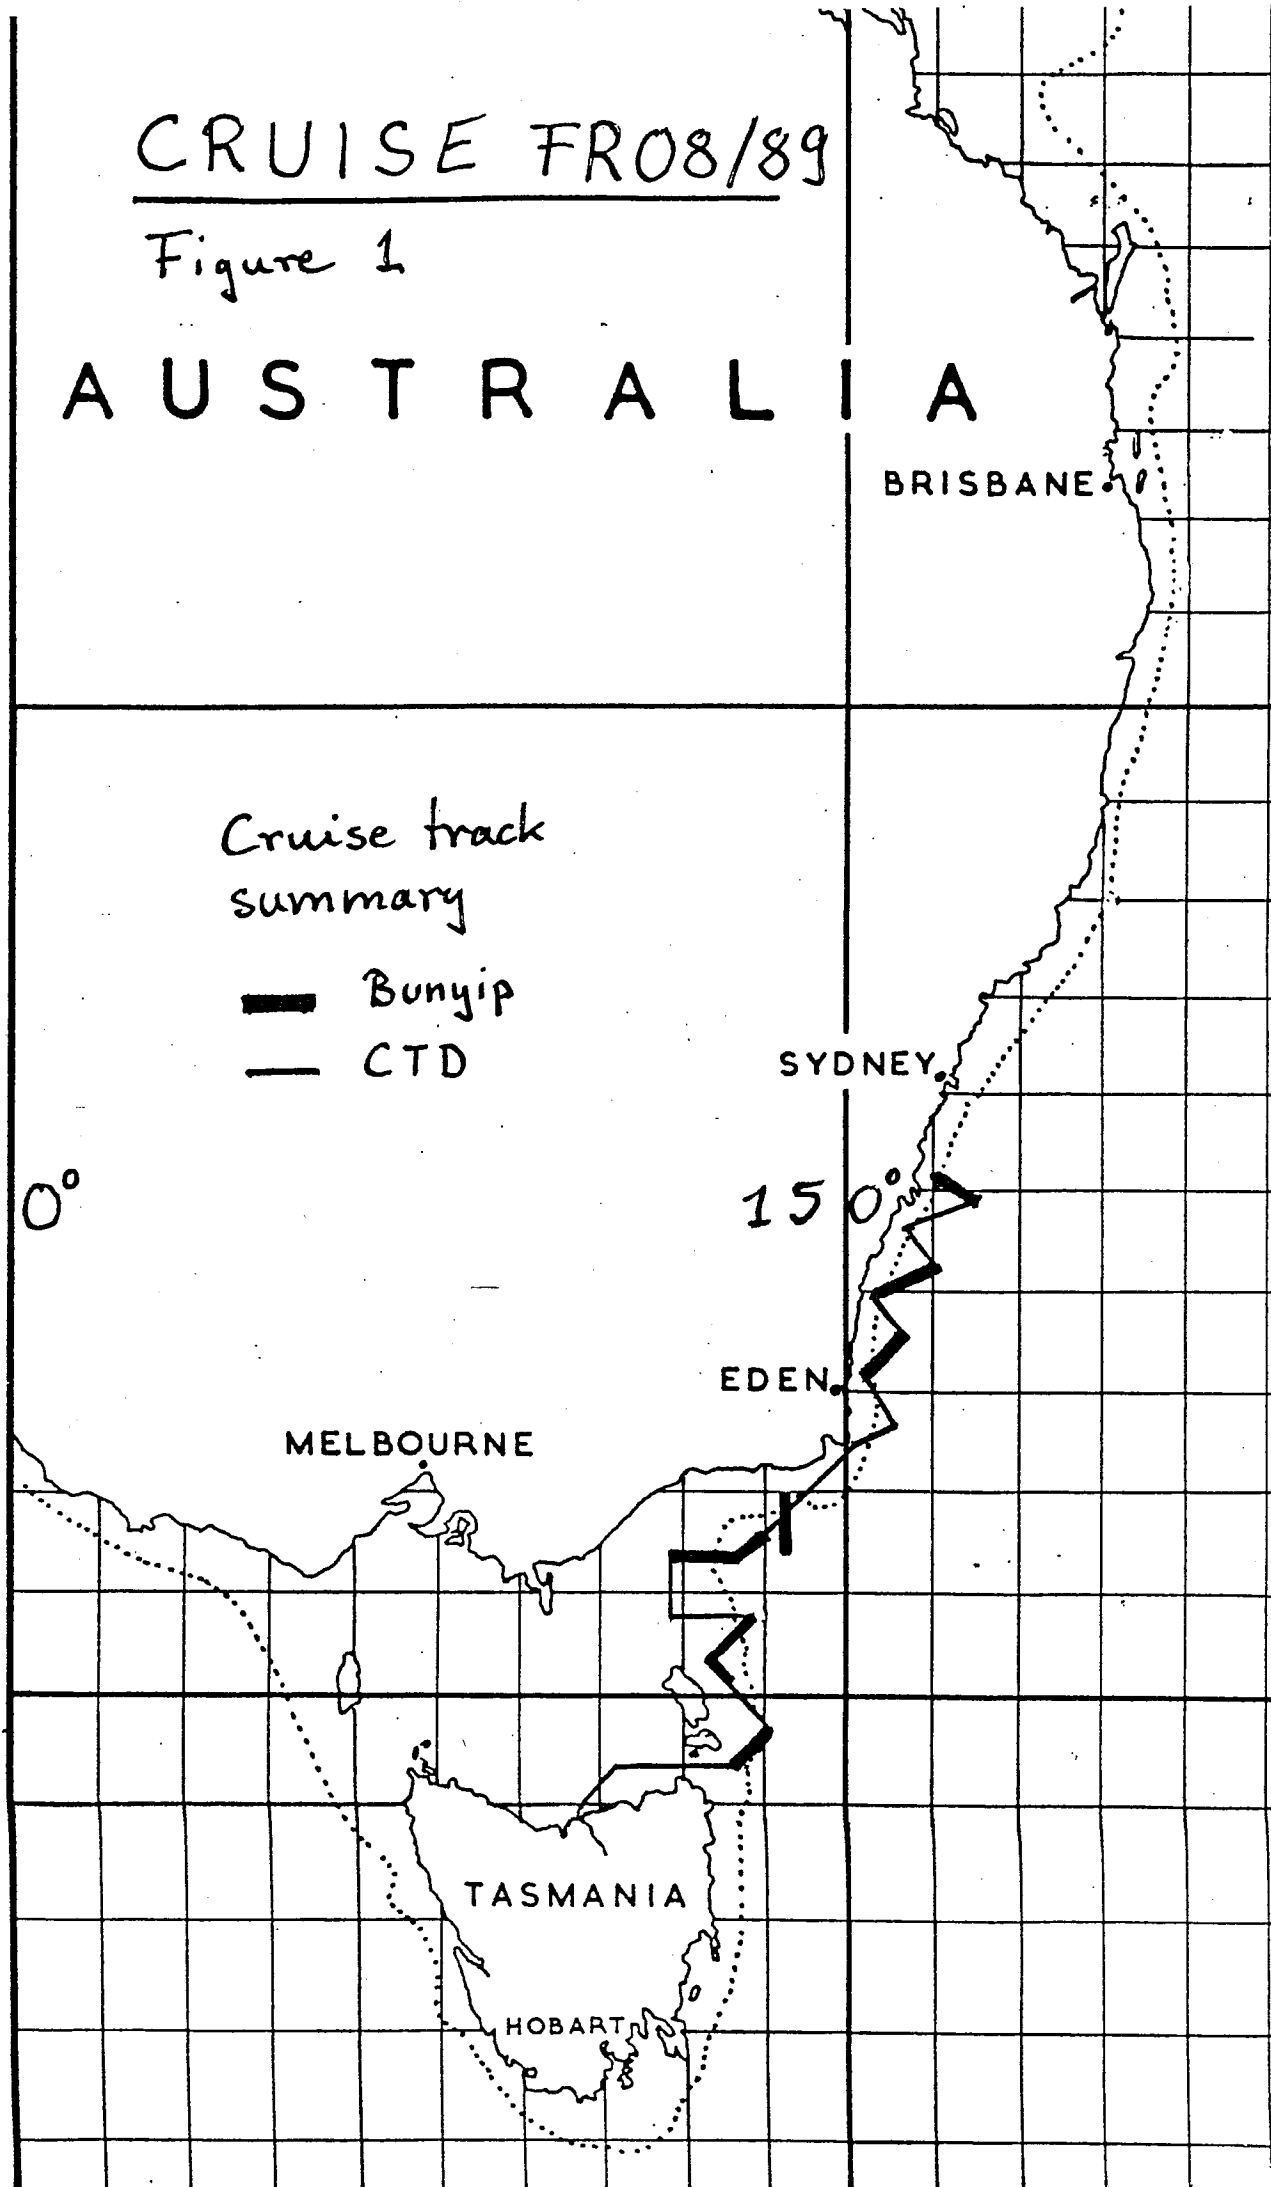 CRUISE FR08/89
Figure 1
AUSTRALIA
BRISBANE
Cruise track
summary
Bunyip
CTD
SYDNEY
0°
150°
EDEN
MELBOURNE
TASMANIA
HOBART